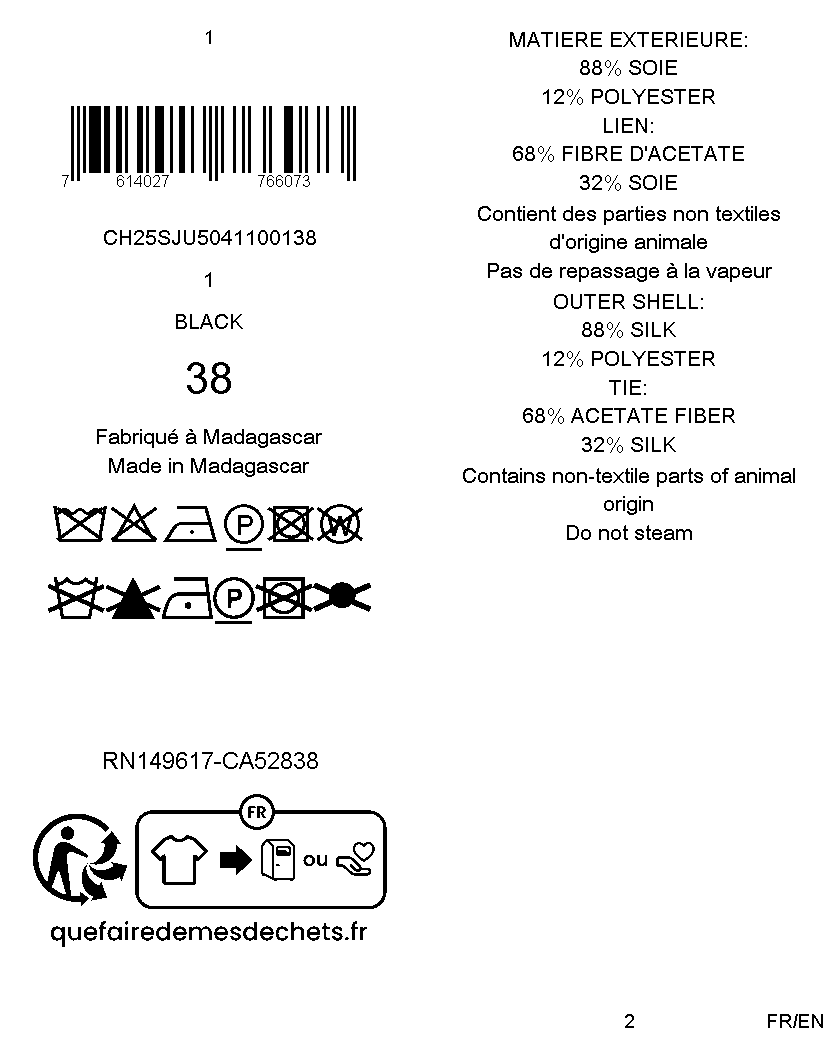 1
7 614027 766073
CH25SJU5041100138
1
BLACK
38
Fabriqué à Madagascar
Made in Madagascar
P W
P
RN149617-CA52838
FR
ou
quefairedemesdechets.fr
MATIERE EXTERIEURE:
88% SOIE
12% POLYESTER
LIEN:
68% FIBRE D'ACETATE
32% SOIE
Contient des parties non textiles
d'origine animale
Pas de repassage à la vapeur
OUTER SHELL:
88% SILK
12% POLYESTER
TIE:
68% ACETATE FIBER
32% SILK
Contains non-textile parts of animal
origin
Do not steam
2
FR/EN